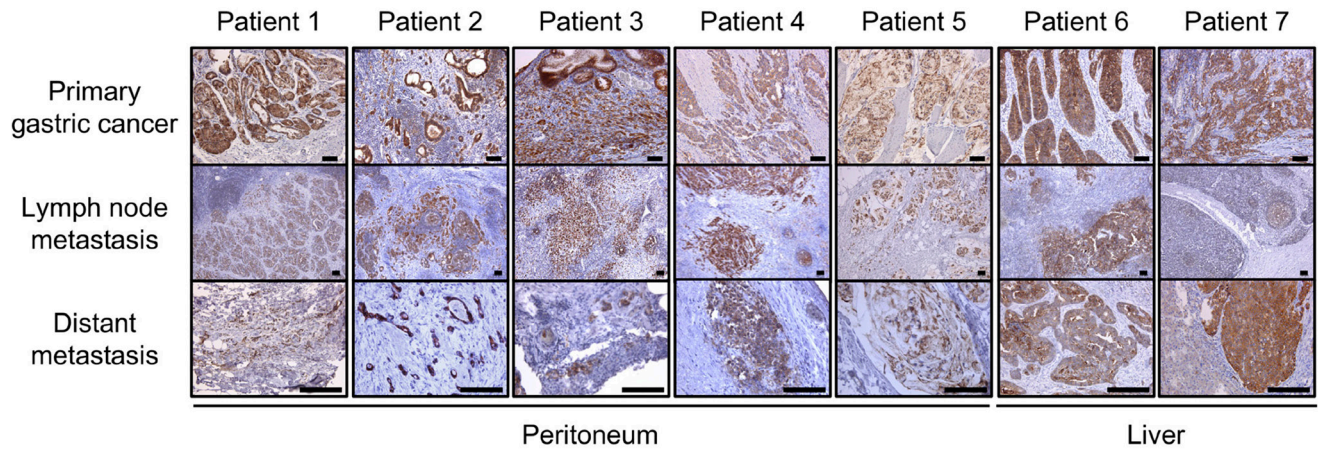 Patient 1 Patient 2 Patient 3 Patient 4 Patient 5 Patient 6 Patient 7
Primary
gastric cancer
Lymph node
metastasis
Distant
metastasis
Peritoneum Liver